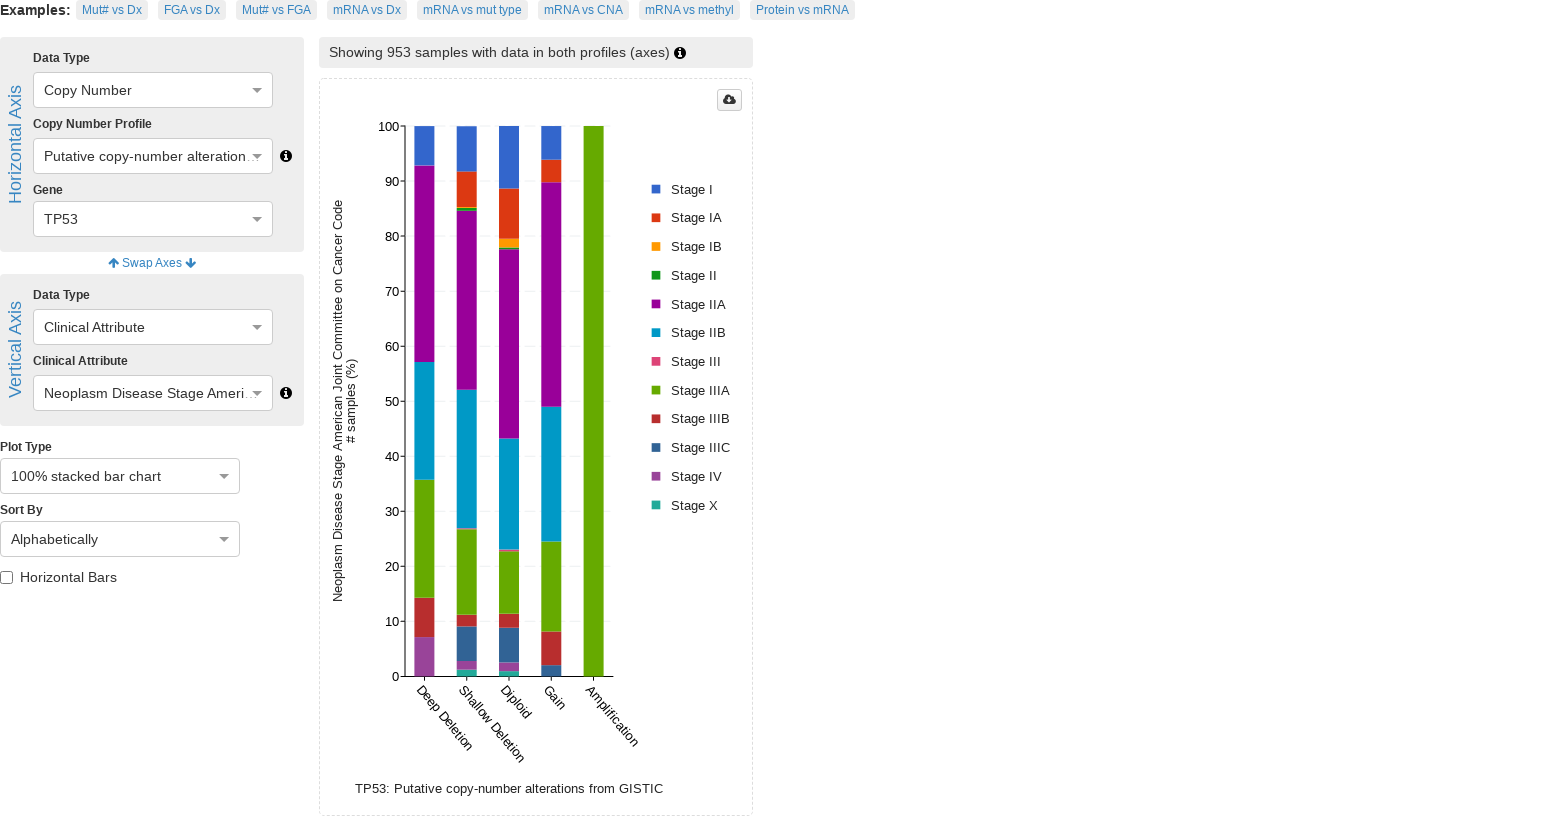 Examples: Mut# vs Dx FGA vs Dx Mut# vs FGA mRNA vs Dx mRNA vs mut type mRNA vs CNA mRNA vs methyl Protein vs mRNA
Horizontal Axis
Data Type
Copy Number
Copy Number Profile
Putative copy-number alteration...
Gene
TP53
Swap Axes
Vertical Axis
Data Type
Clinical Attribute
Clinical Attribute
Neoplasm Disease Stage Ameri...
Plot Type
100% stacked bar chart
Sort By
Alphabetically
Horizontal Bars
Showing 953 samples with data in both profiles (axes)
Neoplasm Disease Stage American Joint Committee on Cancer Code
# samples (%)
100
90
80
70
60
50
40
30
20
10
0
Deep Deletion
Shallow Deletion
Diploid
Gain
Amplification
TP53: Putative copy-number alterations from GISTIC
Stage I
Stage IA
Stage IB
Stage II
Stage IIA
Stage IIB
Stage III
Stage IIIA
Stage IIIB
Stage IIIC
Stage IV
Stage X